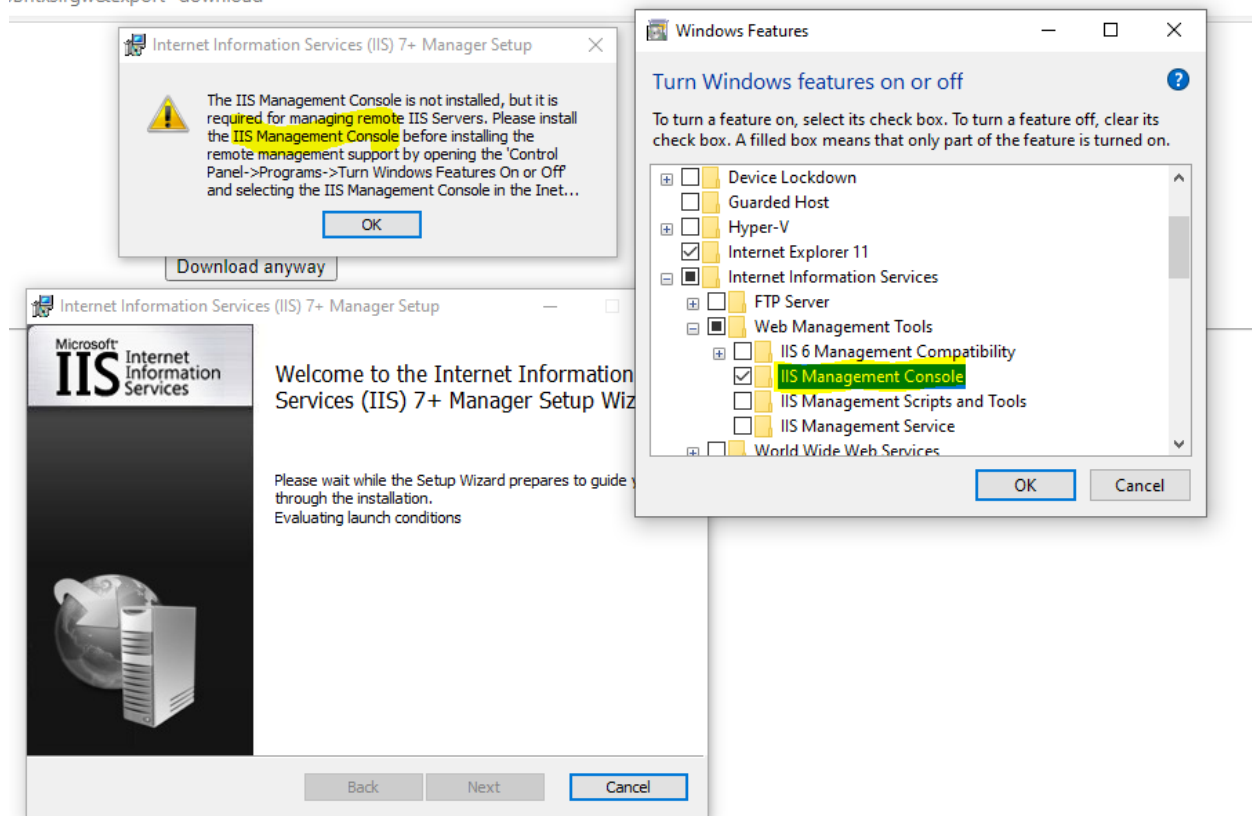 Internet Information Services (IIS) 7+ Manager Setup
The IIS Management Console is not installed, but it is
required for managing remote IIS Servers. Please install
the IIS Management Console before installing the
remote management support by opening the 'Control
Panel->Programs->Turn Windows Features On or Off'
and selecting the IIS Management Console in the Inet...
OK
Download anyway
Windows Features
Turn Windows features on or off
To turn a feature on, select its check box. To turn a feature off, clear its
check box. A filled box means that only part of the feature is turned on.
Device Lockdown
Guarded Host
Hyper-V
Internet Explorer 11
Internet Information Services
FTP Server
Web Management Tools
IIS 6 Management Compatibility
IIS Management Console
IIS Management Scripts and Tools
IIS Management Service
World Wide Web Services
OK Cancel
Internet Information Services (IIS) 7+ Manager Setup
Microsoft
IIS Internet
Information
Services
Welcome to the Internet Information
Services (IIS) 7+ Manager Setup Wiz
Please wait while the Setup Wizard prepares to guide
through the installation.
Evaluating launch conditions
Back Next Cancel